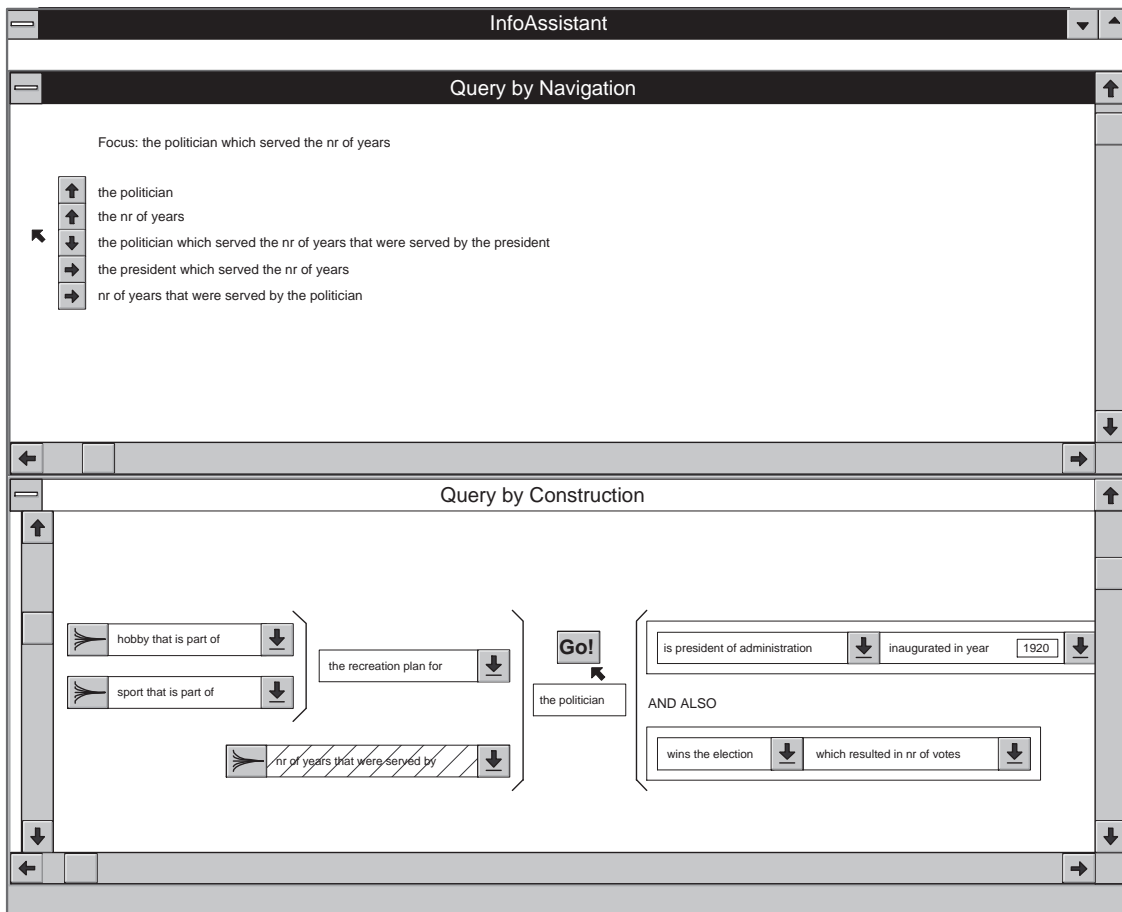 InfoAssistant
Query by Navigation
Focus: the politician which served the nr of years
the politician
the nr of years
the politician which served the nr of years that were served by the president
the president which served the nr of years
nr of years that were served by the politician
Query by Construction
hobby that is part of
sport that is part of
the recreation plan for
nr of years that were served by
Go!
the politician
is president of administration
inaugurated in year
1920
AND ALSO
wins the election
which resulted in nr of votes